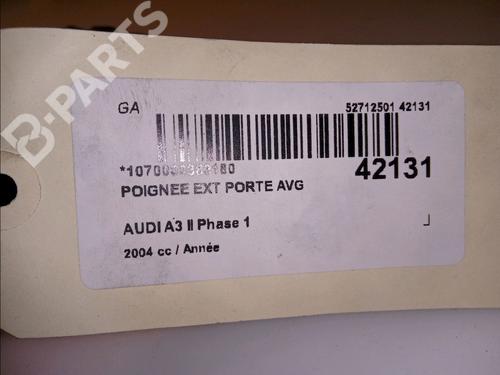 B-PARTS
GA
52712501 42131
42131
POIGNEE EXT PORTE AVG
AUDI A3 II Phase 1
2004 cc / Année